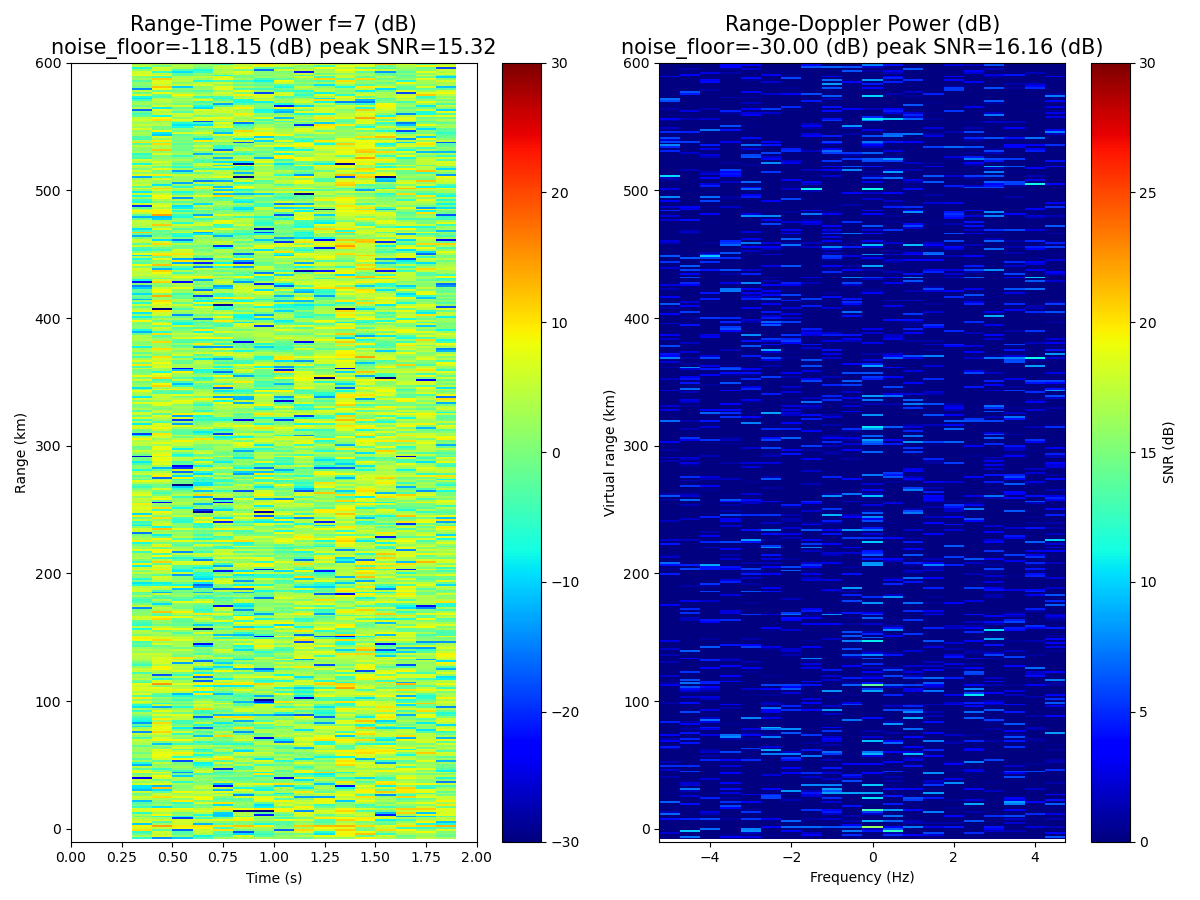 Range-Time Power f=7 (dB)
noise_floor=-118.15 (dB) peak SNR=15.32
600
500
400
300
200
100
0
Range (km)
0.00 0.25 0.50 0.75 1.00 1.25 1.50 1.75 2.00
Time (s)
30
20
10
0
−10
−20
−30
Range-Doppler Power (dB)
noise_floor=-30.00 (dB) peak SNR=16.16 (dB)
600
500
400
300
200
100
0
Virtual range (km)
−4 −2 0 2 4
Frequency (Hz)
30
25
20
15
10
5
0
SNR (dB)